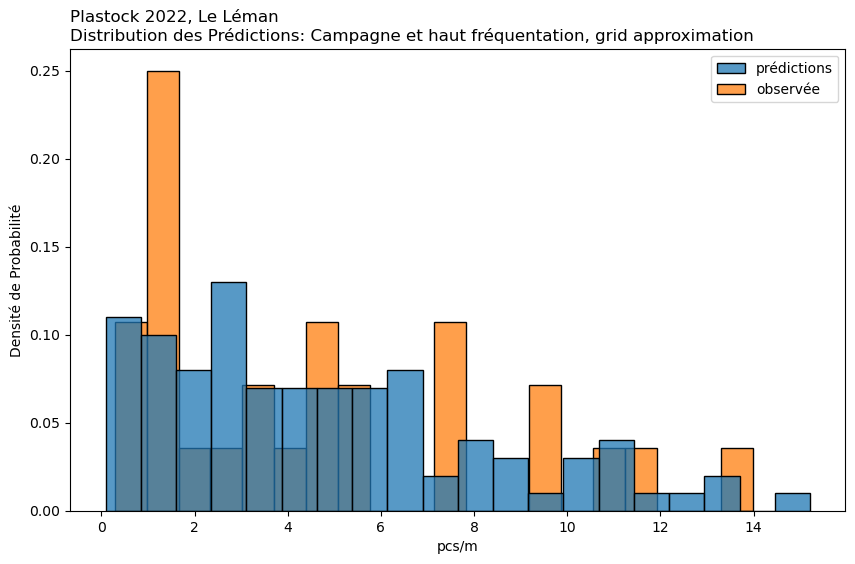 Plastock 2022, Le Léman
Distribution des Prédictions: Campagne et haut fréquentation, grid approximation
prédictions
observée
Densité de Probabilité
0.25
0.20
0.15
0.10
0.05
0.00
0 2 4 6 8 10 12 14
pcs/m